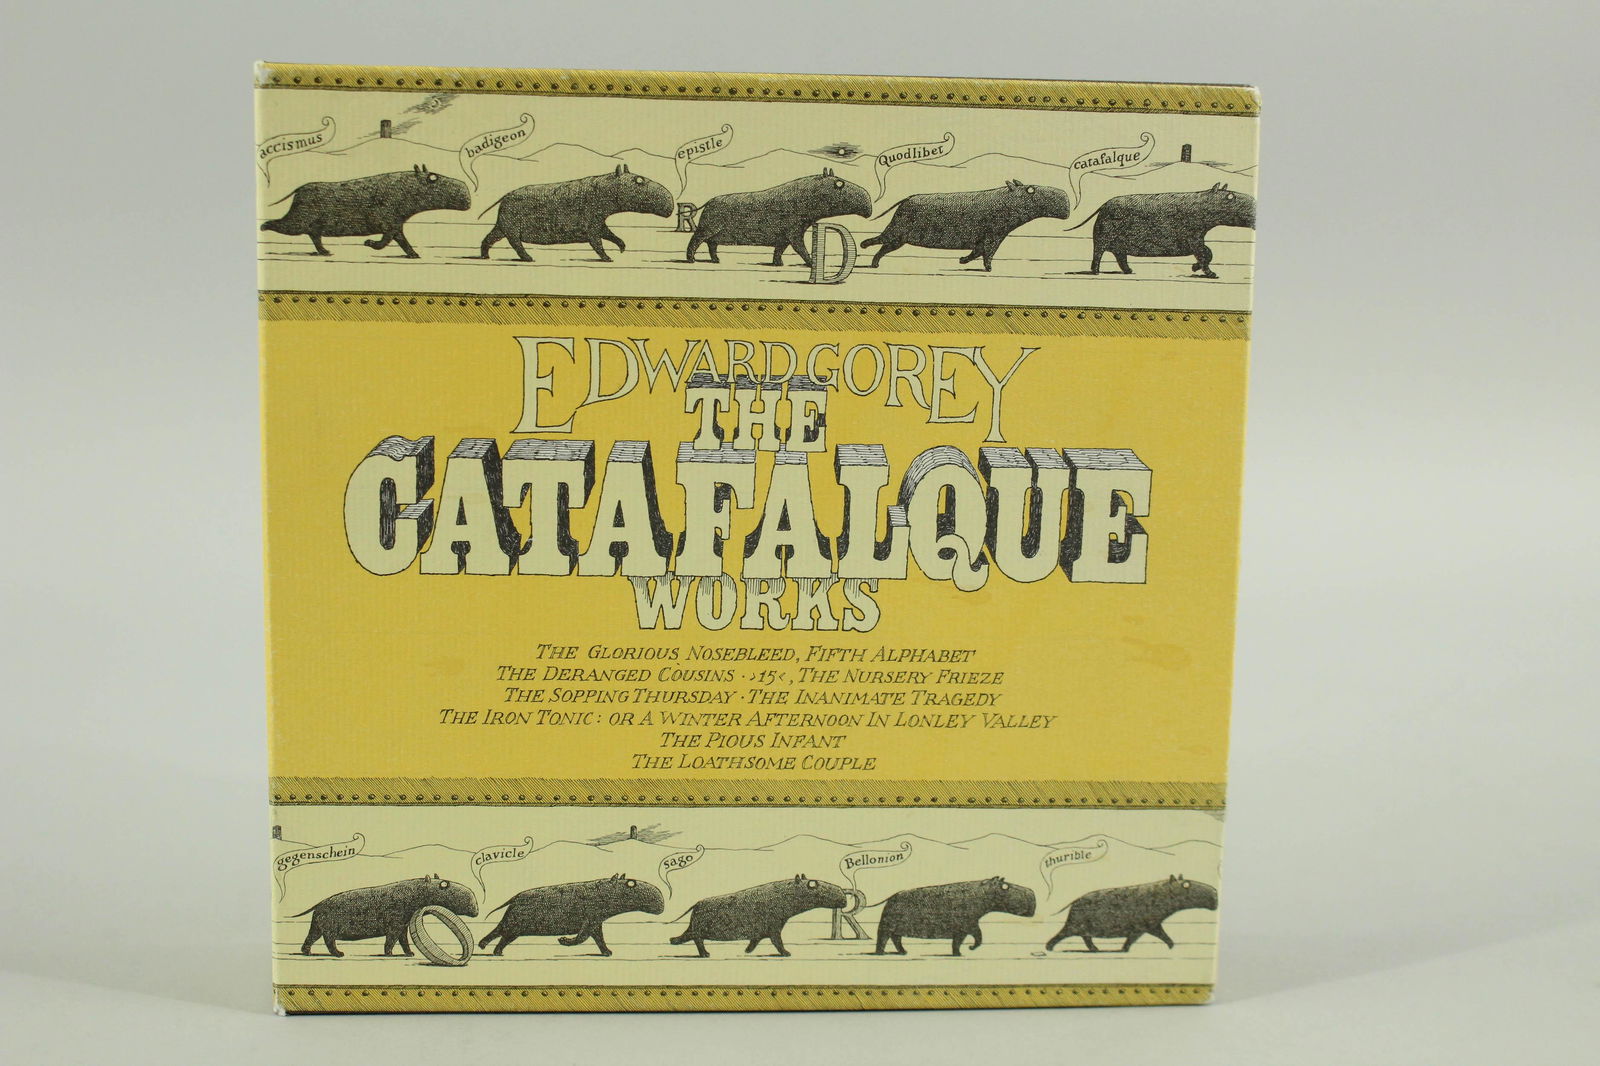 accismus badigeon epistle Quodlibet catafalque
R
D
EDWARD GOREY
THE
CATAFALQUE
WORKS
THE GLORIOUS NOSEBLEED, FIFTH ALPHABET
THE DERANGED COUSINS · >15<, THE NURSERY FRIEZE
THE SOPPING THURSDAY · THE INANIMATE TRAGEDY
THE IRON TONIC: OR A WINTER AFTERNOON IN LONLEY VALLEY
THE PIOUS INFANT
THE LOATHSOME COUPLE
gegenschein clavicle sago Bellonion thurible
O R